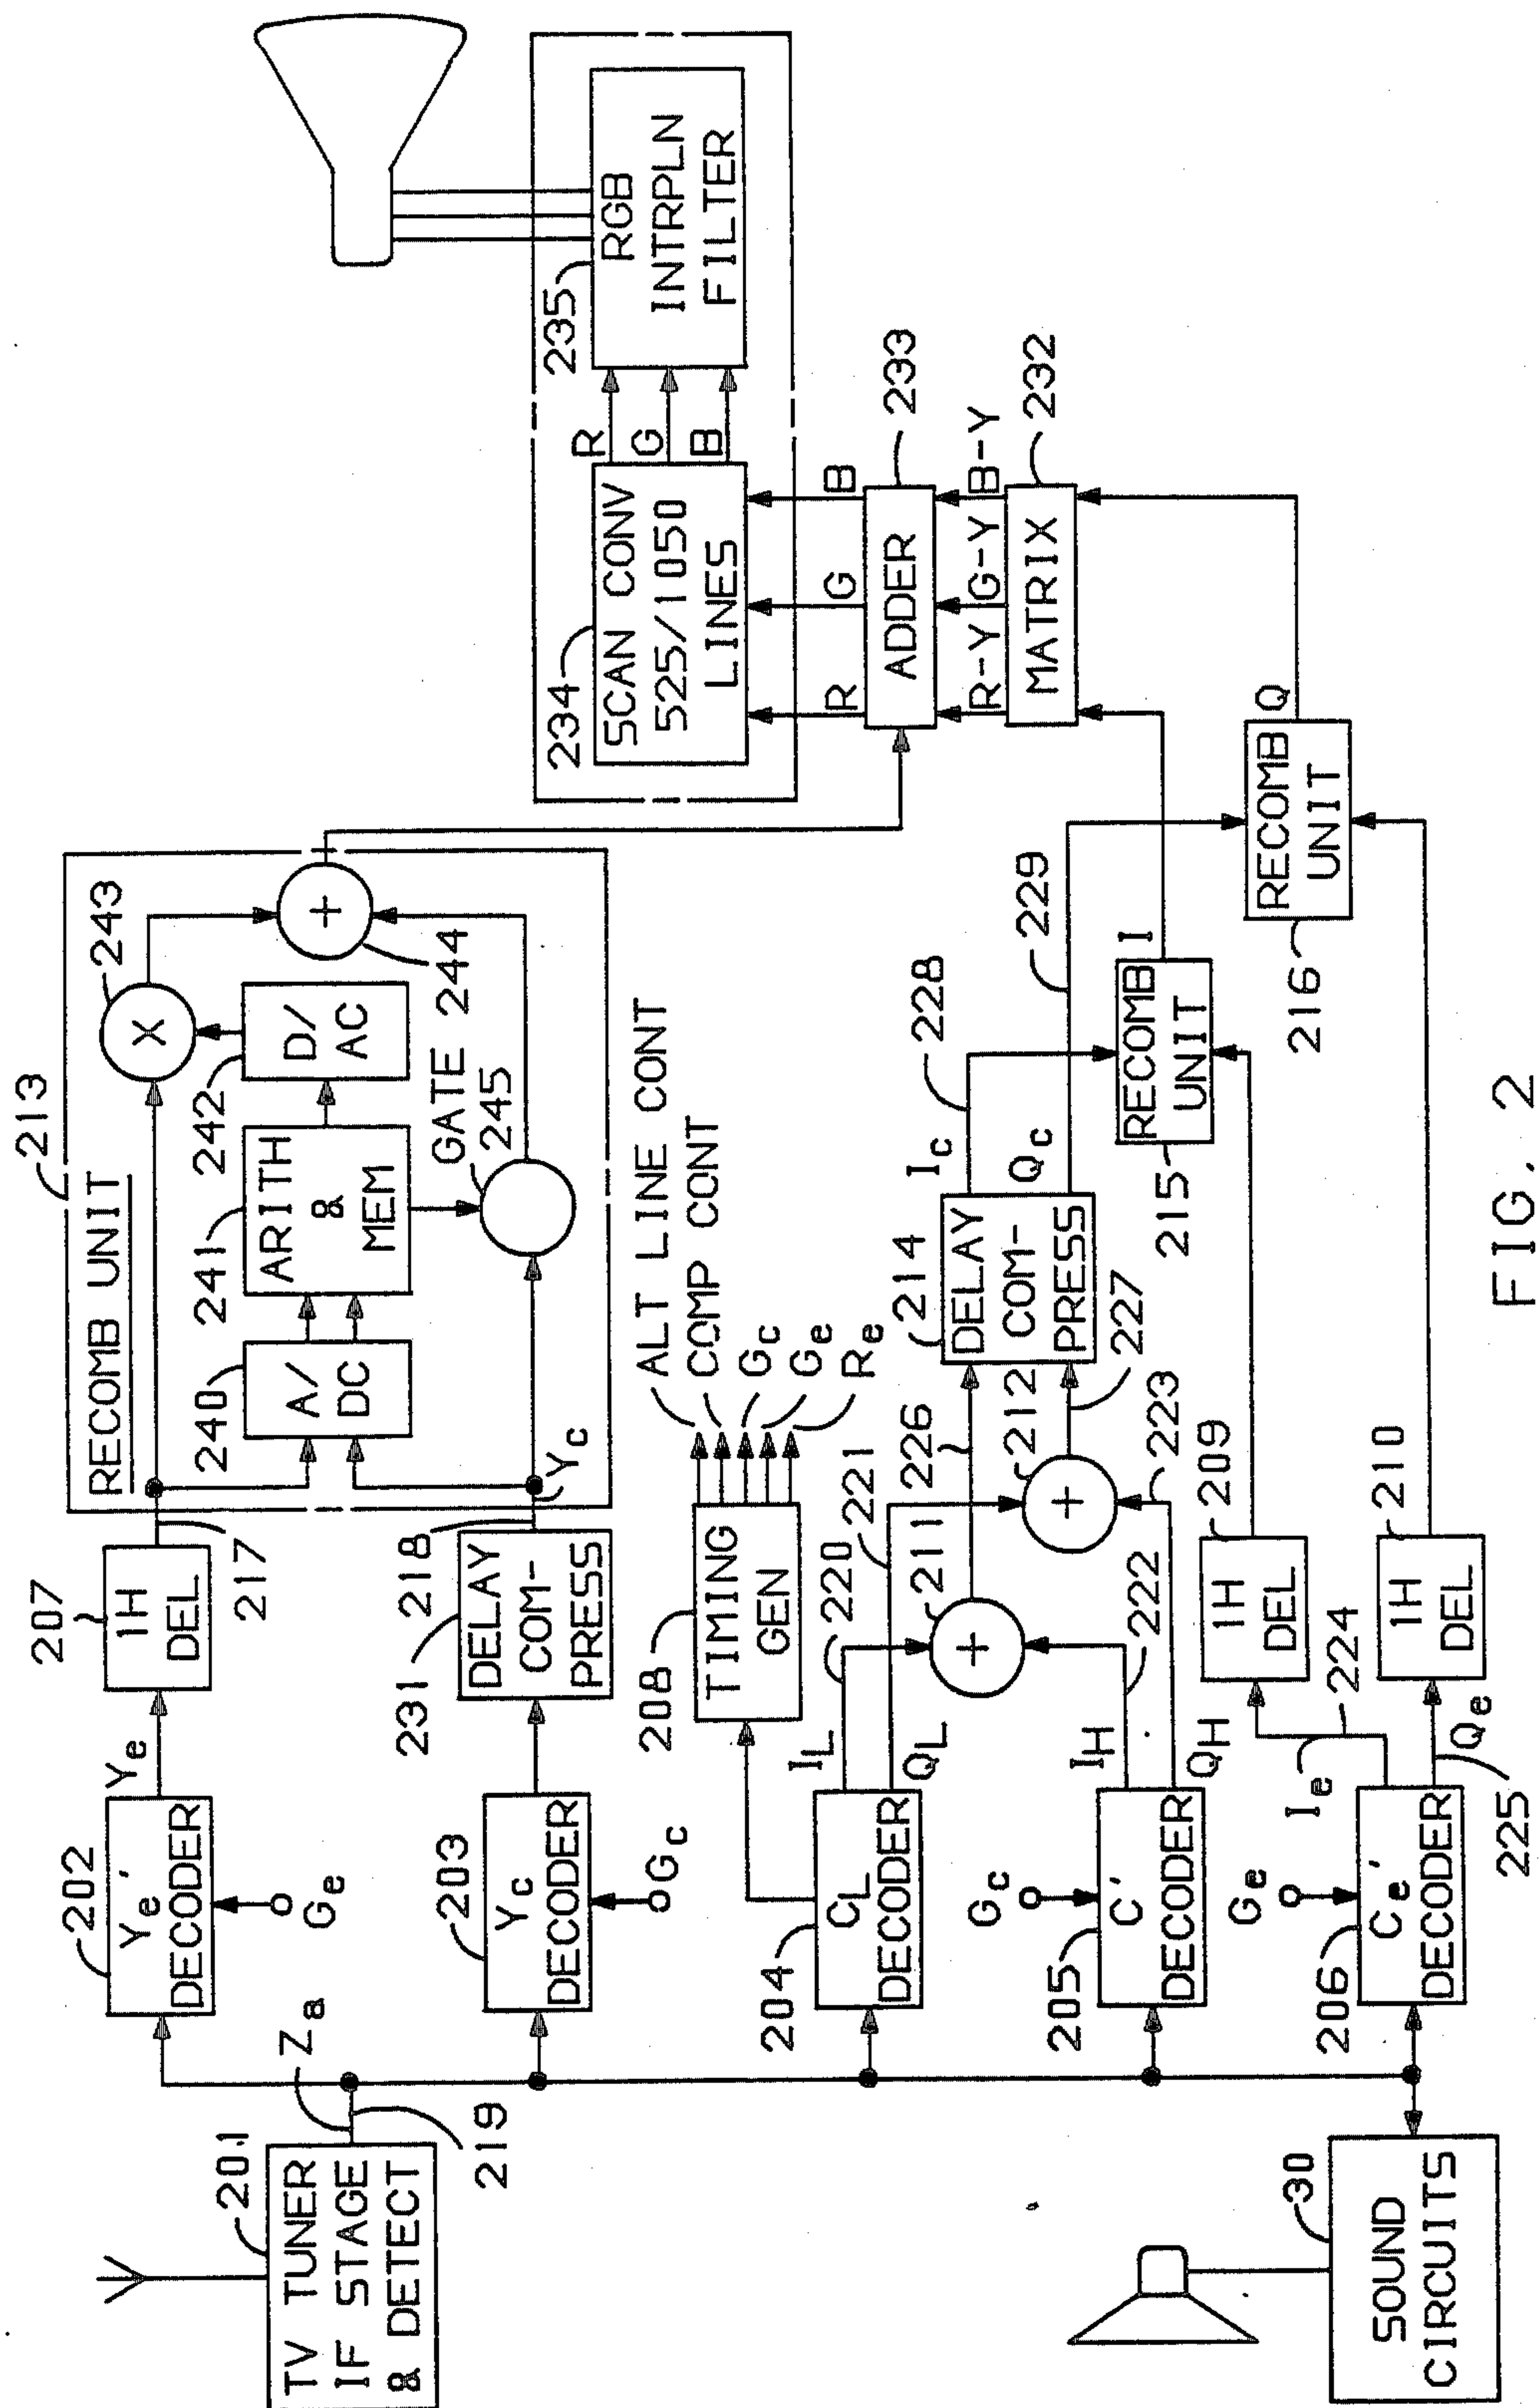 TV TUNER
IF STAGE
& DETECT
201
219
Za
202
Ye'
DECODER
Ge
Ye
207
1H
DEL
217
203
Yc
DECODER
Gc
231
DELAY
COM-
PRESS
218
Yc
213
RECOMB UNIT
240
A/
DC
241
ARITH
&
MEM
242
D/
AC
243
X
244
+
GATE
245
208
TIMING
GEN
ALT LINE CONT
COMP CONT
Gc
Ge
Re
204
CL
DECODER
IL
QL
220
221
205
C'
DECODER
Gc
IH
QH
222
223
211
+
212
+
226
227
214
DELAY
COM-
PRESS
Ic
Qc
228
229
206
Ce'
DECODER
Ge
Ie
224
Qe
225
209
1H
DEL
210
1H
DEL
215
RECOMB
UNIT
I
216
RECOMB
UNIT
Q
232
MATRIX
R-Y G-Y B-Y
233
ADDER
R G B
234
SCAN CONV
525/1050
LINES
R
G
B
235
RGB
INTRPLN
FILTER
30
SOUND
CIRCUITS
FIG. 2